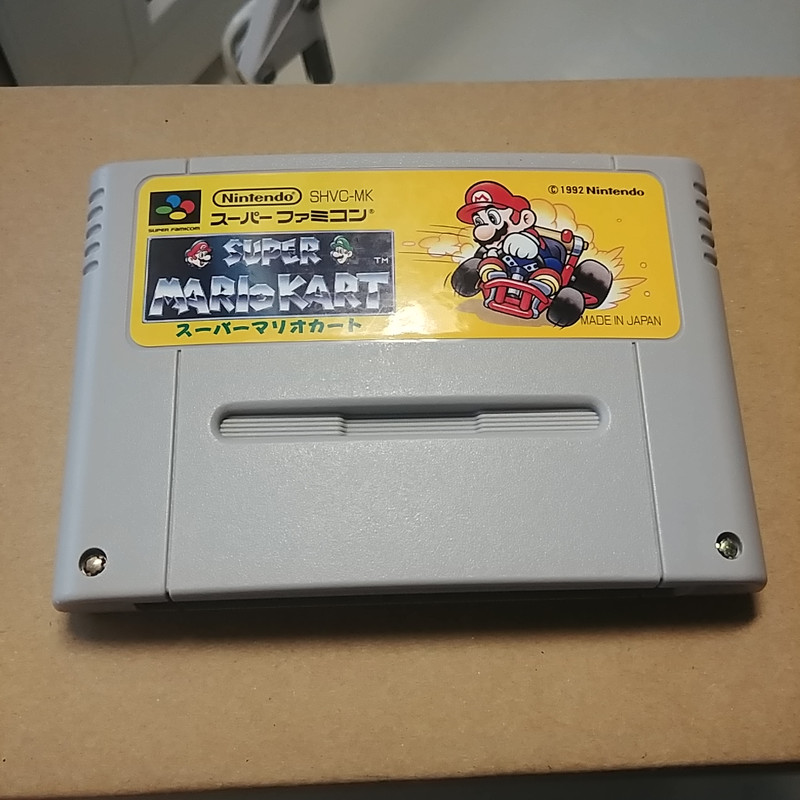 Nintendo SHVC-MK
© 1992 Nintendo
SUPER FAMICOM
スーパーファミコン®
SUPER
MARIO KART TM
スーパーマリオカート
MADE IN JAPAN